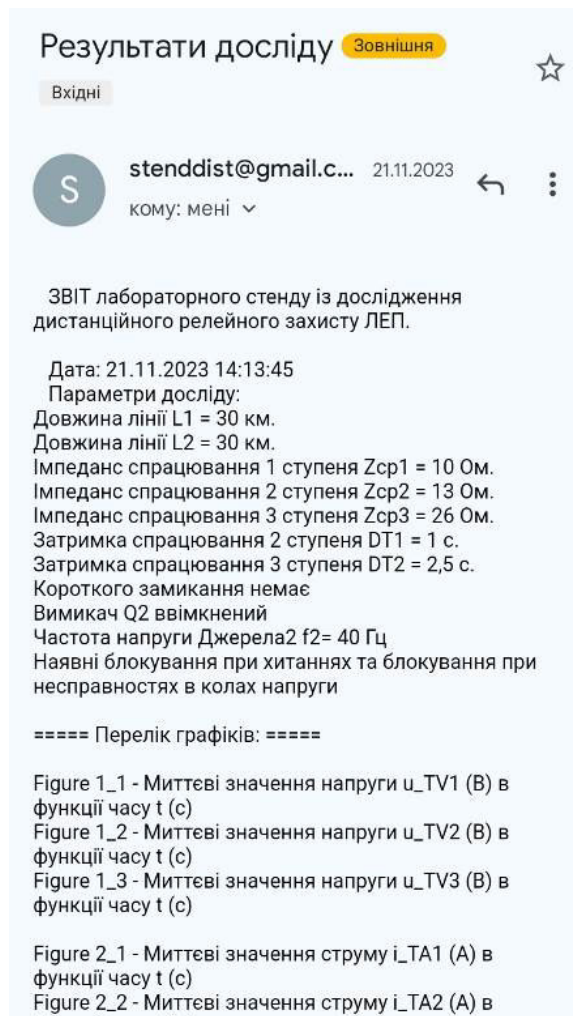 Результати досліду Зовнішня
Вхідні
S
stenddist@gmail.c... 21.11.2023
кому: мені
ЗВІТ лабораторного стенду із дослідження
дистанційного релейного захисту ЛЕП.
Дата: 21.11.2023 14:13:45
Параметри досліду:
Довжина лінії L1 = 30 км.
Довжина лінії L2 = 30 км.
Імпеданс спрацювання 1 ступеня Zср1 = 10 Ом.
Імпеданс спрацювання 2 ступеня Zср2 = 13 Ом.
Імпеданс спрацювання 3 ступеня Zср3 = 26 Ом.
Затримка спрацювання 2 ступеня DT1 = 1 с.
Затримка спрацювання 3 ступеня DT2 = 2,5 с.
Короткого замикання немає
Вимикач Q2 ввімкнений
Частота напруги Джерела2 f2= 40 Гц
Наявні блокування при хитаннях та блокування при
несправностях в колах напруги
===== Перелік графіків: =====
Figure 1_1 - Миттєві значення напруги u_TV1 (В) в
функції часу t (с)
Figure 1_2 - Миттєві значення напруги u_TV2 (В) в
функції часу t (с)
Figure 1_3 - Миттєві значення напруги u_TV3 (В) в
функції часу t (с)
Figure 2_1 - Миттєві значення струму i_TA1 (А) в
функції часу t (с)
Figure 2_2 - Миттєві значення струму i_TA2 (А) в